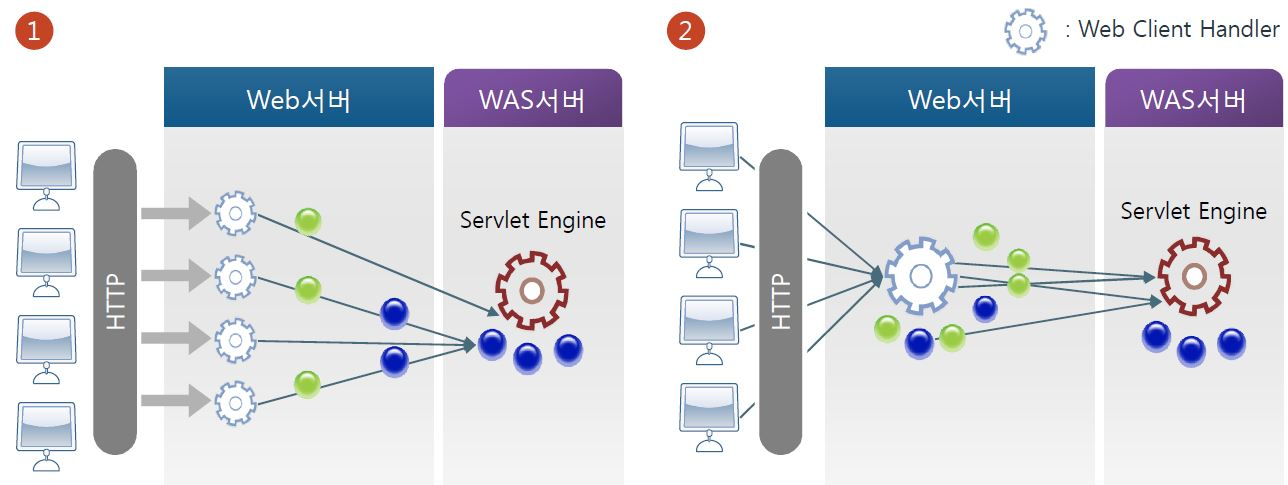 1
Web서버
WAS서버
HTTP
Servlet Engine
2
: Web Client Handler
Web서버
WAS서버
HTTP
Servlet Engine